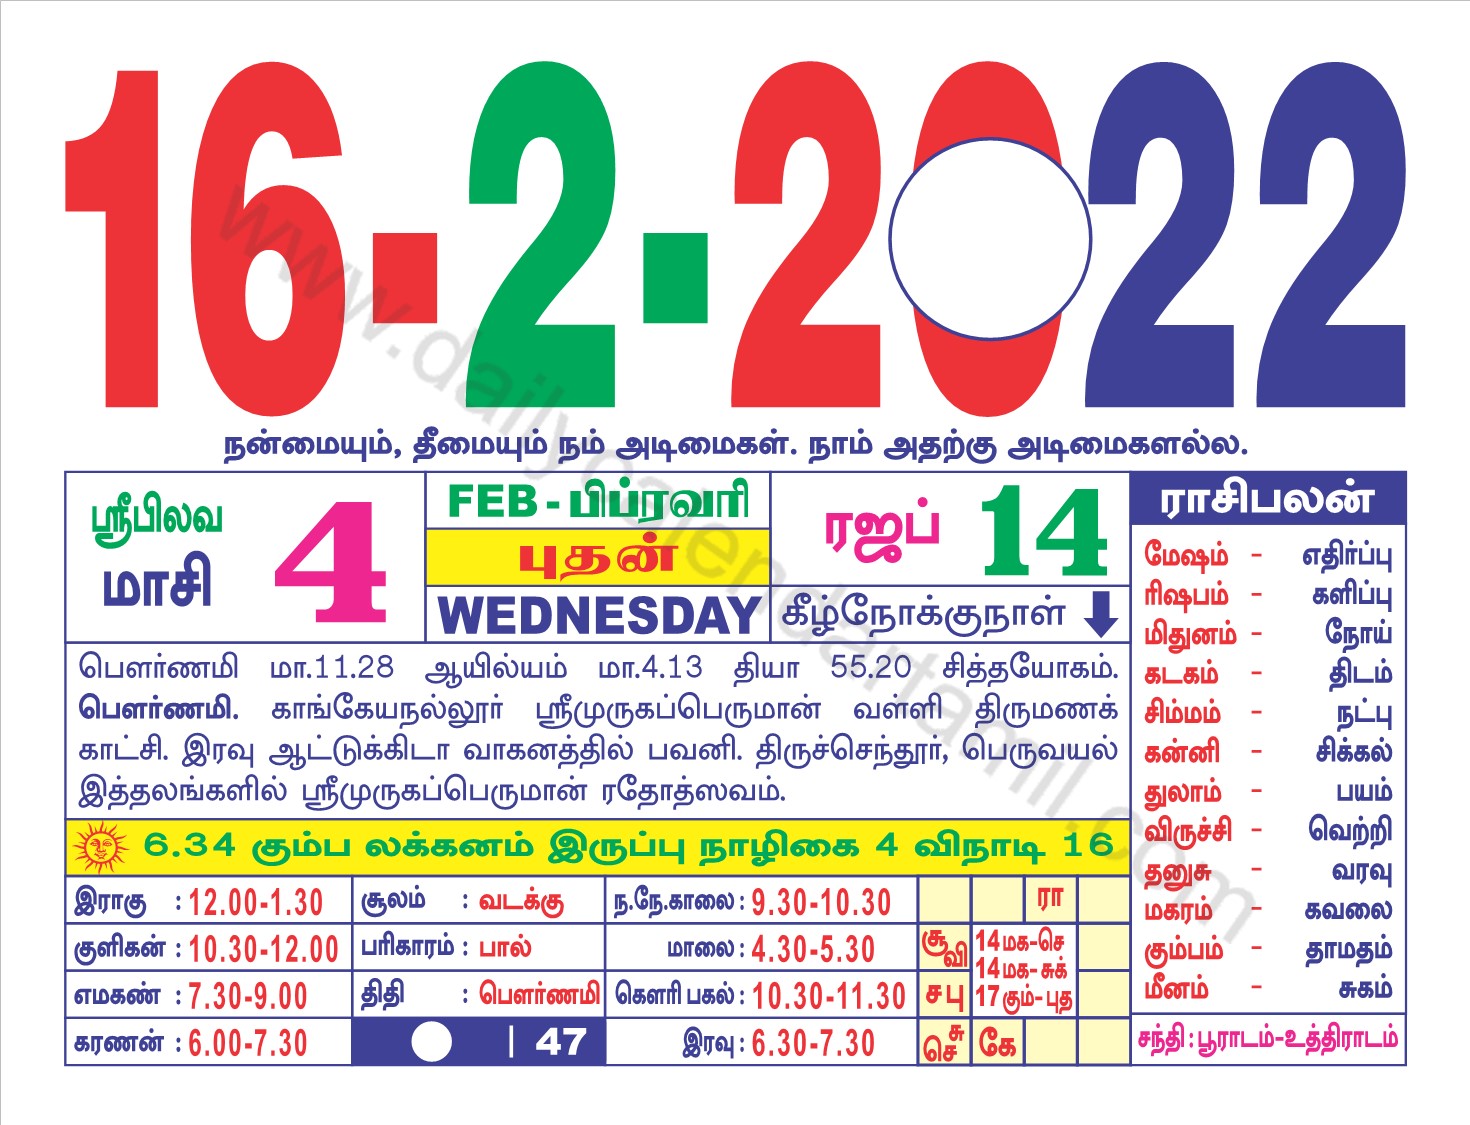 16-2-2022
நன்மையும், தீமையும் நம் அடிமைகள். நாம் அதற்கு அடிமைகளல்ல.
ஸ்ரீபிலவ
மாசி 4
FEB - பிப்ரவரி
புதன்
WEDNESDAY
ரஜப் 14
கீழ்நோக்குநாள்
பௌர்ணமி மா.11.28 ஆயில்யம் மா.4.13 தியா 55.20 சித்தயோகம்.
பௌர்ணமி. காங்கேயநல்லூர் ஸ்ரீமுருகப்பெருமான் வள்ளி திருமணக்
காட்சி. இரவு ஆட்டுக்கிடா வாகனத்தில் பவனி. திருச்செந்தூர், பெருவயல்
இத்தலங்களில் ஸ்ரீமுருகப்பெருமான் ரதோத்ஸவம்.
6.34 கும்ப லக்கனம் இருப்பு நாழிகை 4 விநாடி 16
இராகு : 12.00-1.30
குளிகன் : 10.30-12.00
எமகண் : 7.30-9.00
கரணன் : 6.00-7.30
சூலம் : வடக்கு
பரிகாரம் : பால்
திதி : பௌர்ணமி
| 47
ந.நே.காலை : 9.30-10.30
மாலை : 4.30-5.30
கௌரி பகல் : 10.30-11.30
இரவு : 6.30-7.30
ரா
சூ
வி
14 மக-செ
14 மக-சுக்
17 கும்-புத
ச பு
சு
செ
கே
ராசிபலன்
மேஷம் - எதிர்ப்பு
ரிஷபம் - களிப்பு
மிதுனம் - நோய்
கடகம் - திடம்
சிம்மம் - நட்பு
கன்னி - சிக்கல்
துலாம் - பயம்
விருச்சி - வெற்றி
தனுசு - வரவு
மகரம் - கவலை
கும்பம் - தாமதம்
மீனம் - சுகம்
சந்தி : பூராடம்-உத்திராடம்
www.dailycalendartamil.com